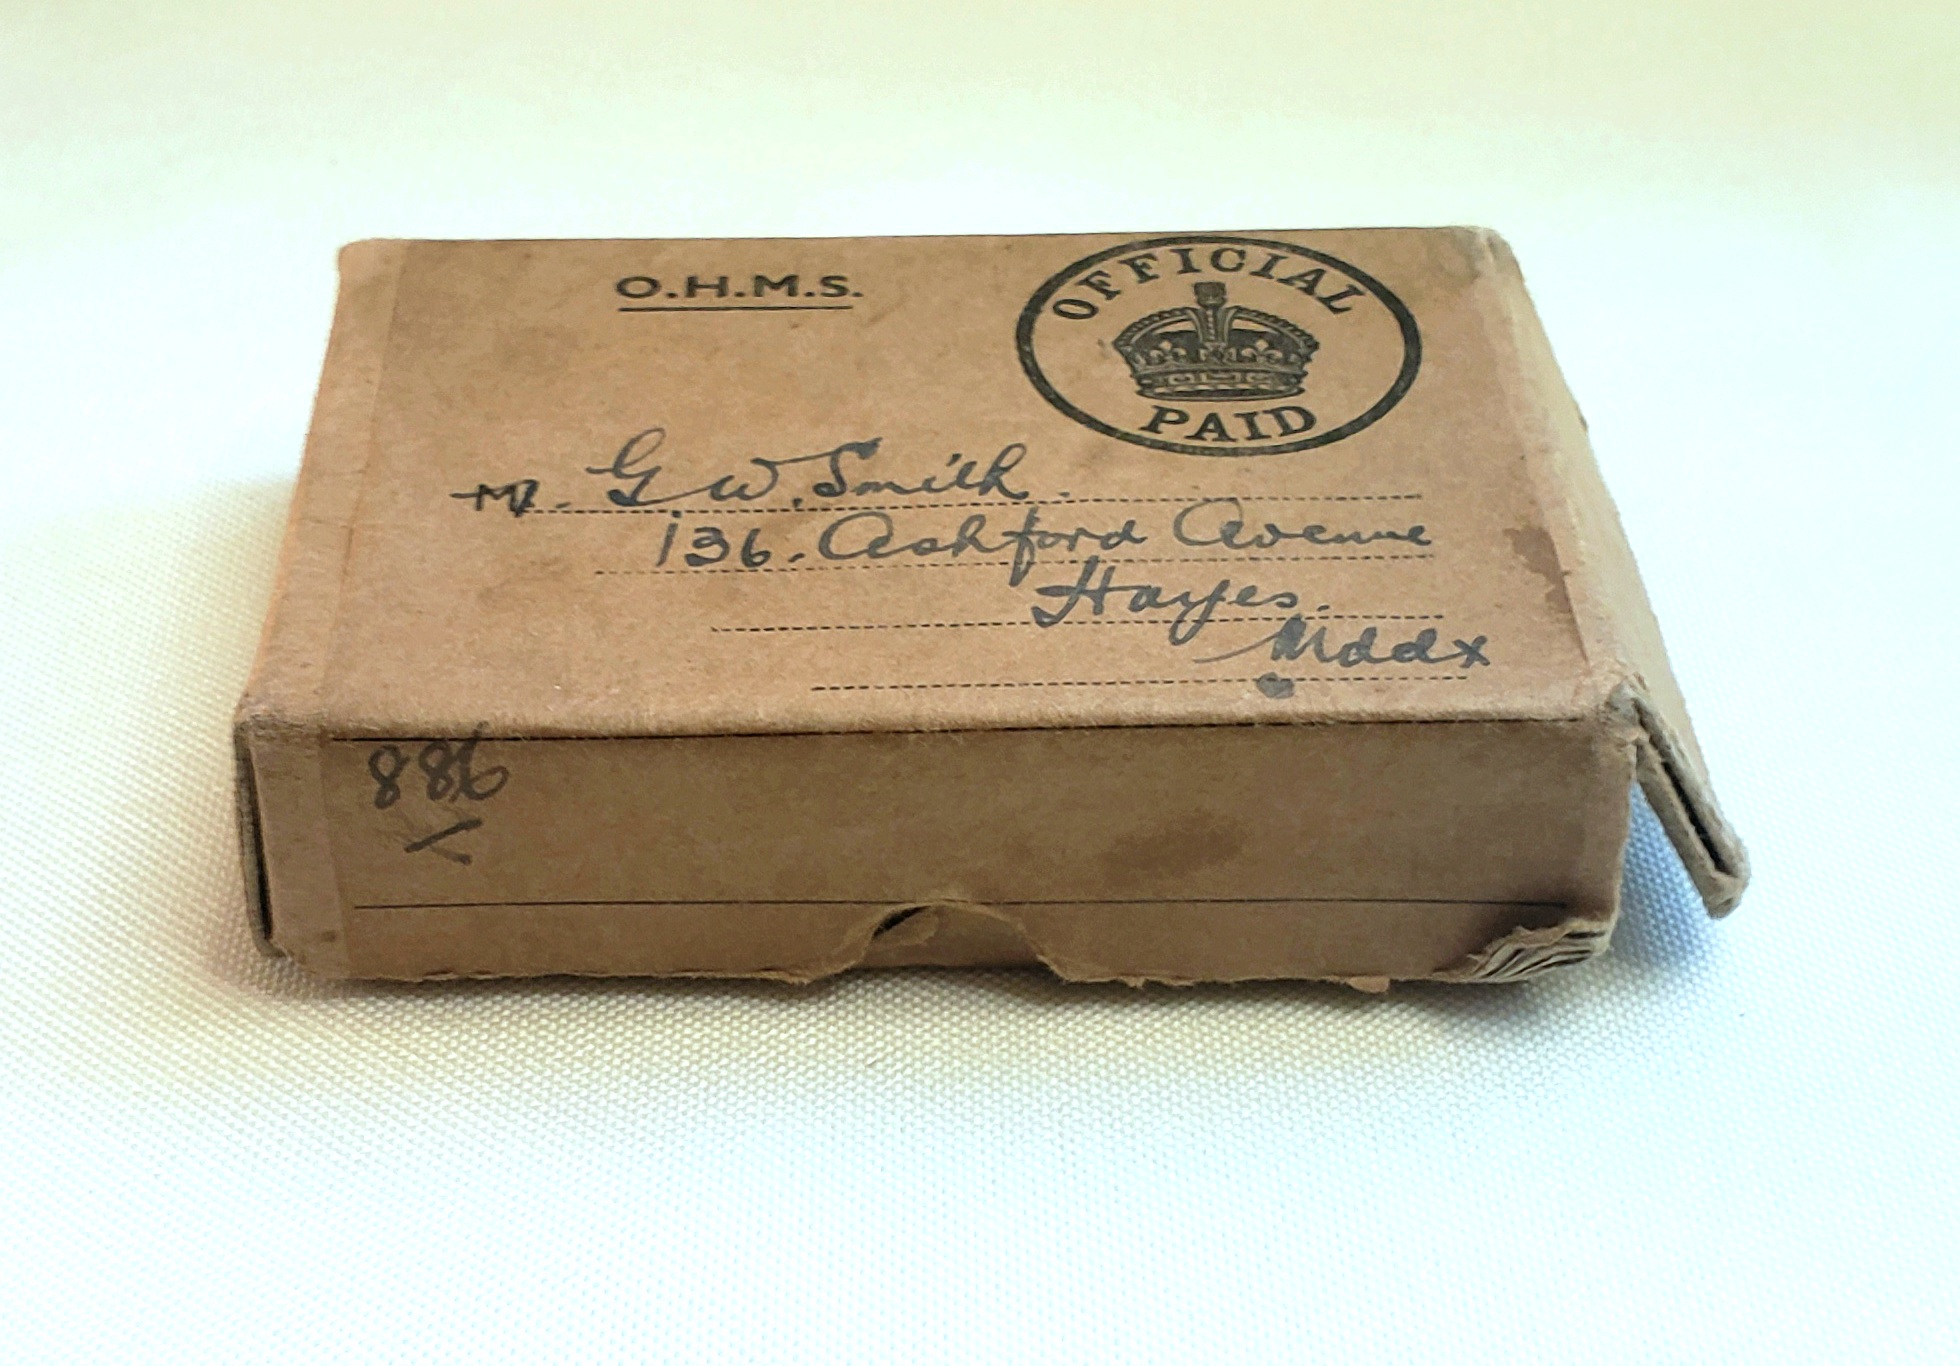 O.H.M.S.
OFFICIAL
PAID
Mr. G W. Smith.
136. Ashford Avenue
Hayes.
Mddx
886